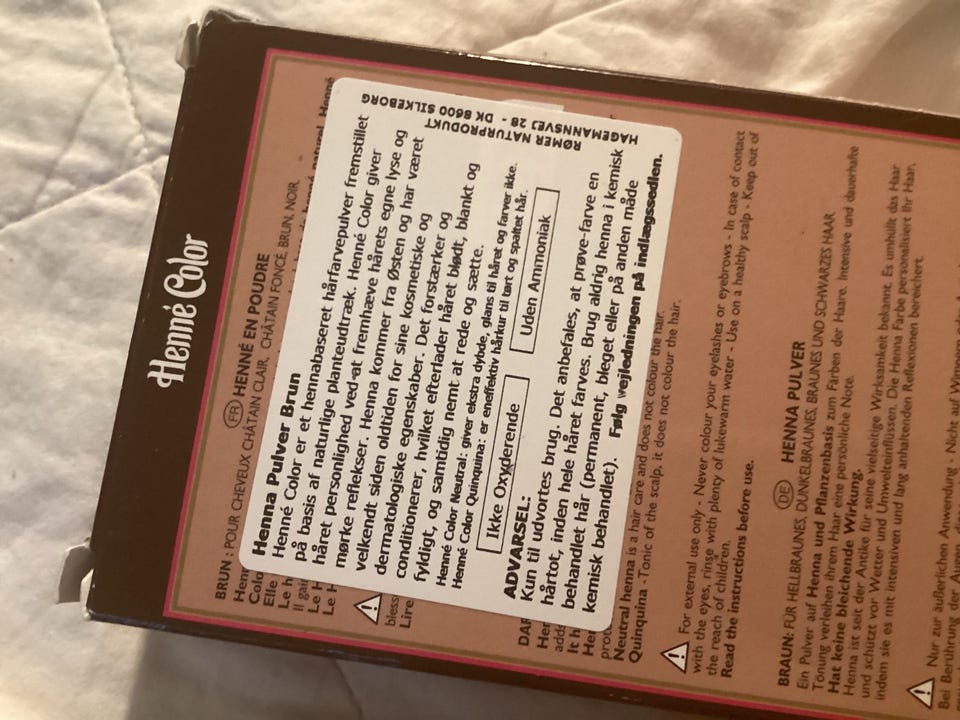 Henné Color
FR HENNÉ EN POUDRE
BRUN : POUR CHEVEUX CHÂTAIN CLAIR, CHÂTAIN FONCÉ, BRUN, NOIR.
Henna Pulver Brun
Henné Color er et hennabaseret hårfarvepulver fremstillet
på basis af naturlige planteudtræk. Henné Color giver
håret personlighed ved at fremhæve hårets egne lyse og
mørke reflekser. Henna kommer fra Østen og har været
velkendt siden oldtiden for sine kosmetiske og
dermatologiske egenskaber. Det forstærker og
conditionerer, hvilket efterlader håret blødt, blankt og
fyldigt, og samtidig nemt at rede og sætte.
Henné Color Neutral: giver ekstra dybde, glans til håret og farver ikke.
Henné Color Quinquina: er eneffektiv hårkur til tørt og spaltet hår.
Ikke Oxyderende
Uden Ammoniak
ADVARSEL:
Kun til udvortes brug. Det anbefales, at prøve-farve en
hårtot, inden hele håret farves. Brug aldrig henna i kemisk
behandlet hår (permanent, bleget eller på anden måde
kemisk behandlet). Følg vejledningen på indlægssedlen.
RØMER NATURPRODUKT
HAGEMANNSVEJ 28 - DK 8600 SILKEBORG
Neutral henna is a hair care and does not colour the hair.
Quinquina - Tonic of the scalp, it does not colour the hair.
For external use only - Never colour your eyelashes or eyebrows - In case of contact
with the eyes, rinse with plenty of lukewarm water - Use on a healthy scalp - Keep out of
the reach of children.
Read the instructions before use.
DE HENNA PULVER
BRAUN: FÜR HELLBRAUNES, DUNKELBRAUNES, BRAUNES UND SCHWARZES HAAR
Ein Pulver auf Henna und Pflanzenbasis zum Färben der Haare. Intensive und dauerhafte
Tönung verleihen ihrem Haar eine persönliche Note.
Hat keine bleichende Wirkung.
Henna ist seit der Antike für seine vielseitige Wirksamkeit bekannt. Es umhüllt das Haar
und schützt vor Wetter und Umwelteinflüssen. Die Henna Farbe personalisiert Ihr Haar,
indem sie es mit intensiven und lang anhaltenden Reflexionen bereichert.
Nur zur äußerlichen Anwendung - Nicht auf Wimpern
Bei Berührung der Augen